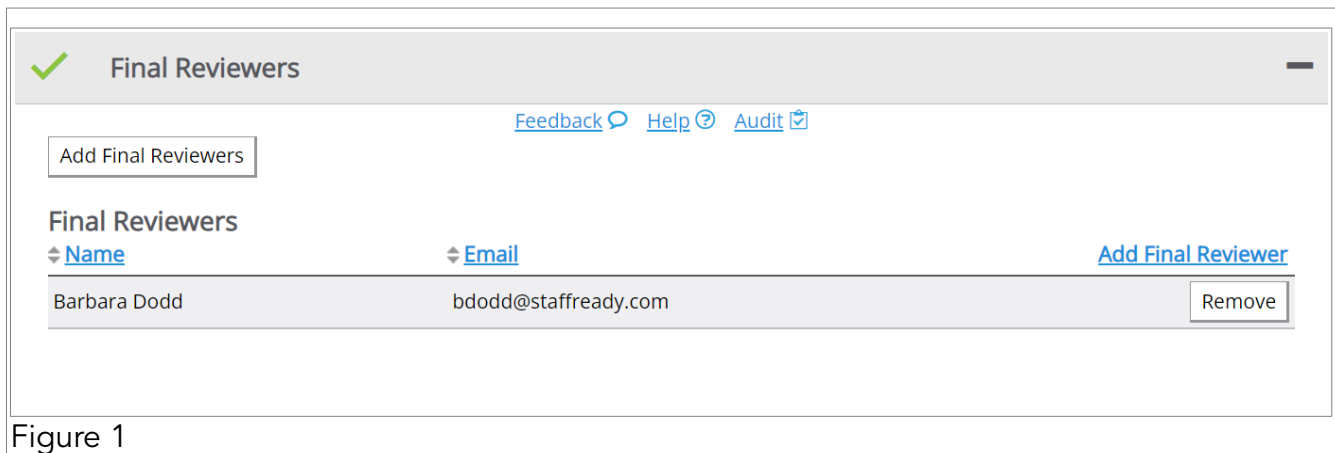 Final Reviewers
Feedback Help Audit
Add Final Reviewers
Final Reviewers
Name Email Add Final Reviewer
Barbara Dodd bdodd@staffready.com Remove
Figure 1